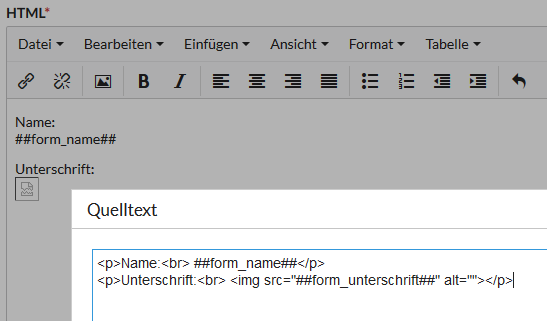 HTML*
Datei Bearbeiten Einfügen Ansicht Format Tabelle
B I
Name:
##form_name##
Unterschrift:
Quelltext
<p>Name:<br> ##form_name##</p>
<p>Unterschrift:<br> <img src="##form_unterschrift##" alt=""></p>